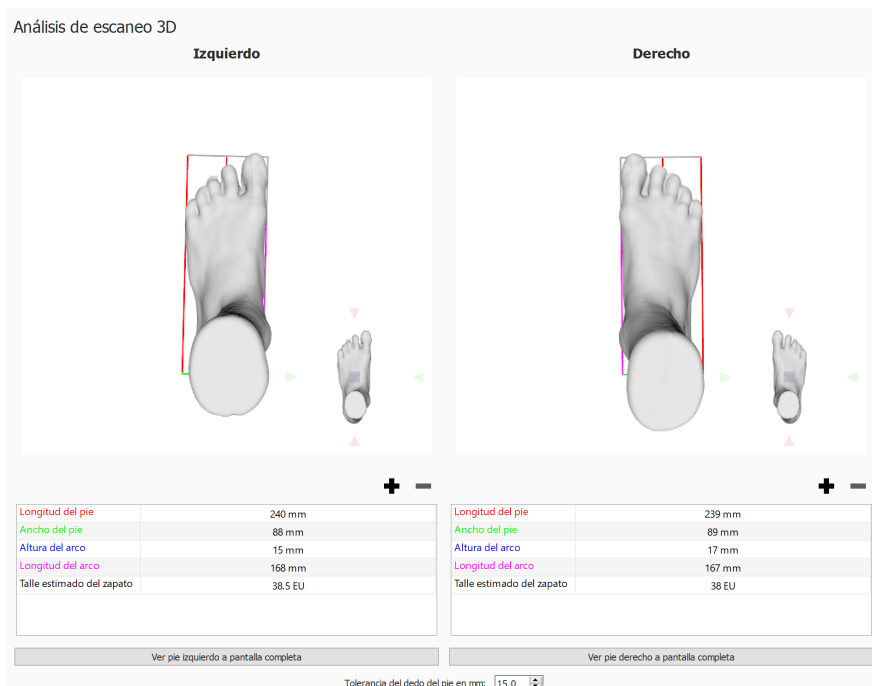 Análisis de escaneo 3D
Izquierdo Derecho
Longitud del pie 240 mm Longitud del pie 239 mm
Ancho del pie 88 mm Ancho del pie 89 mm
Altura del arco 15 mm Altura del arco 17 mm
Longitud del arco 168 mm Longitud del arco 167 mm
Talle estimado del zapato 38.5 EU Talle estimado del zapato 38 EU
Ver pie izquierdo a pantalla completa Ver pie derecho a pantalla completa
Tolerancia del dedo del pie en mm: 15.0